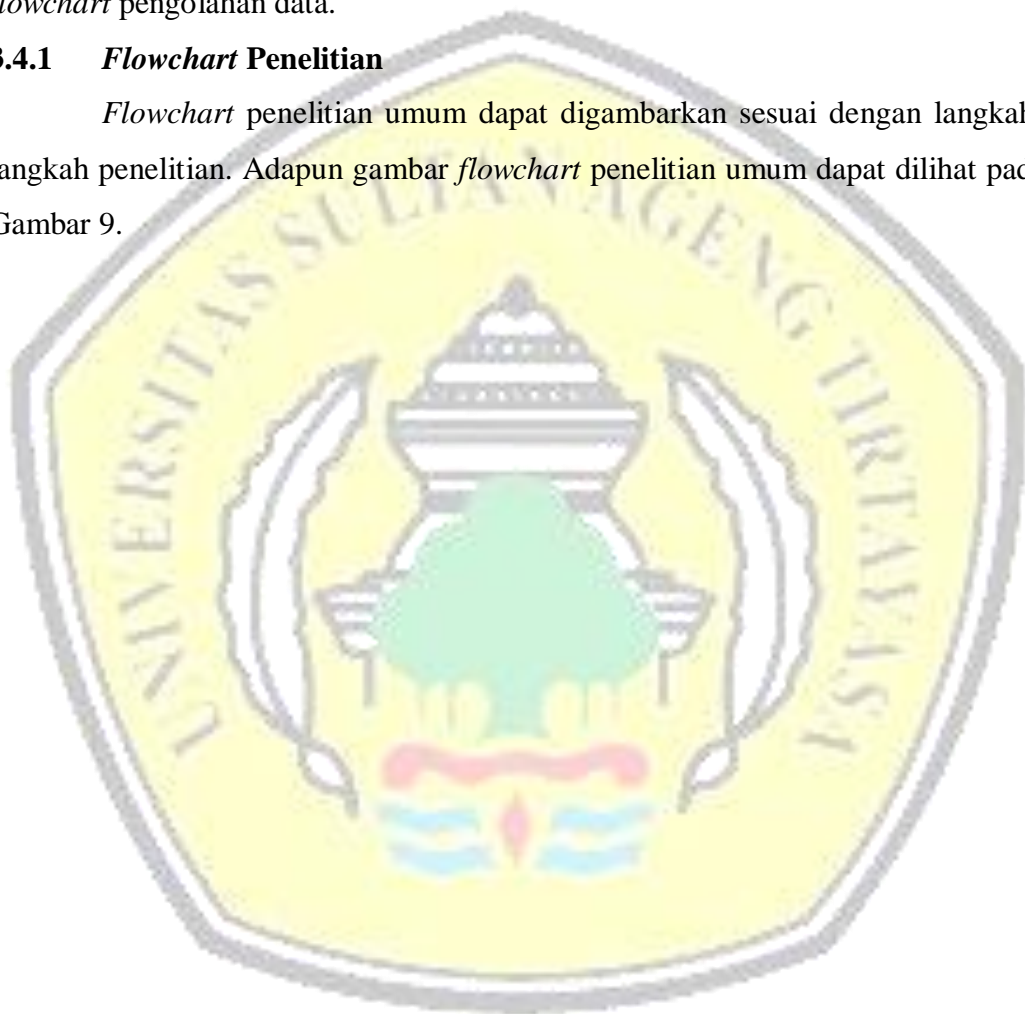 lowchart pengolahan data.
3.4.1 Flowchart Penelitian
Flowchart penelitian umum dapat digambarkan sesuai dengan langkah
langkah penelitian. Adapun gambar flowchart penelitian umum dapat dilihat pad
Gambar 9.
UNIVERSITAS SULTAN AGENG TIRTAYASA